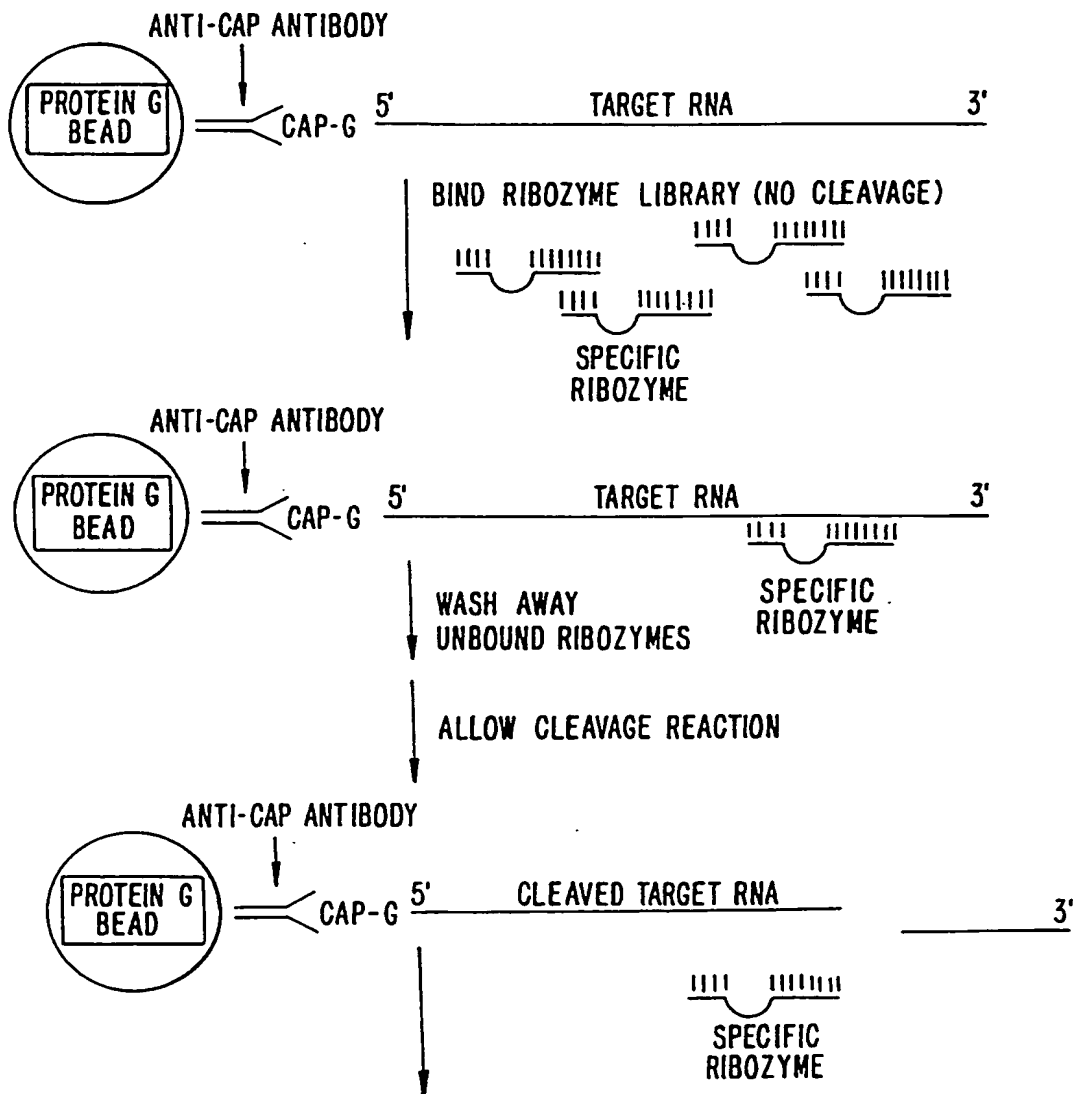 ANTI-CAP ANTIBODY
PROTEIN G
BEAD
CAP-G
5'
TARGET RNA
3'
BIND RIBOZYME LIBRARY (NO CLEAVAGE)
SPECIFIC
RIBOZYME
ANTI-CAP ANTIBODY
PROTEIN G
BEAD
CAP-G
5'
TARGET RNA
3'
SPECIFIC
RIBOZYME
WASH AWAY
UNBOUND RIBOZYMES
ALLOW CLEAVAGE REACTION
ANTI-CAP ANTIBODY
PROTEIN G
BEAD
CAP-G
5'
CLEAVED TARGET RNA
3'
SPECIFIC
RIBOZYME